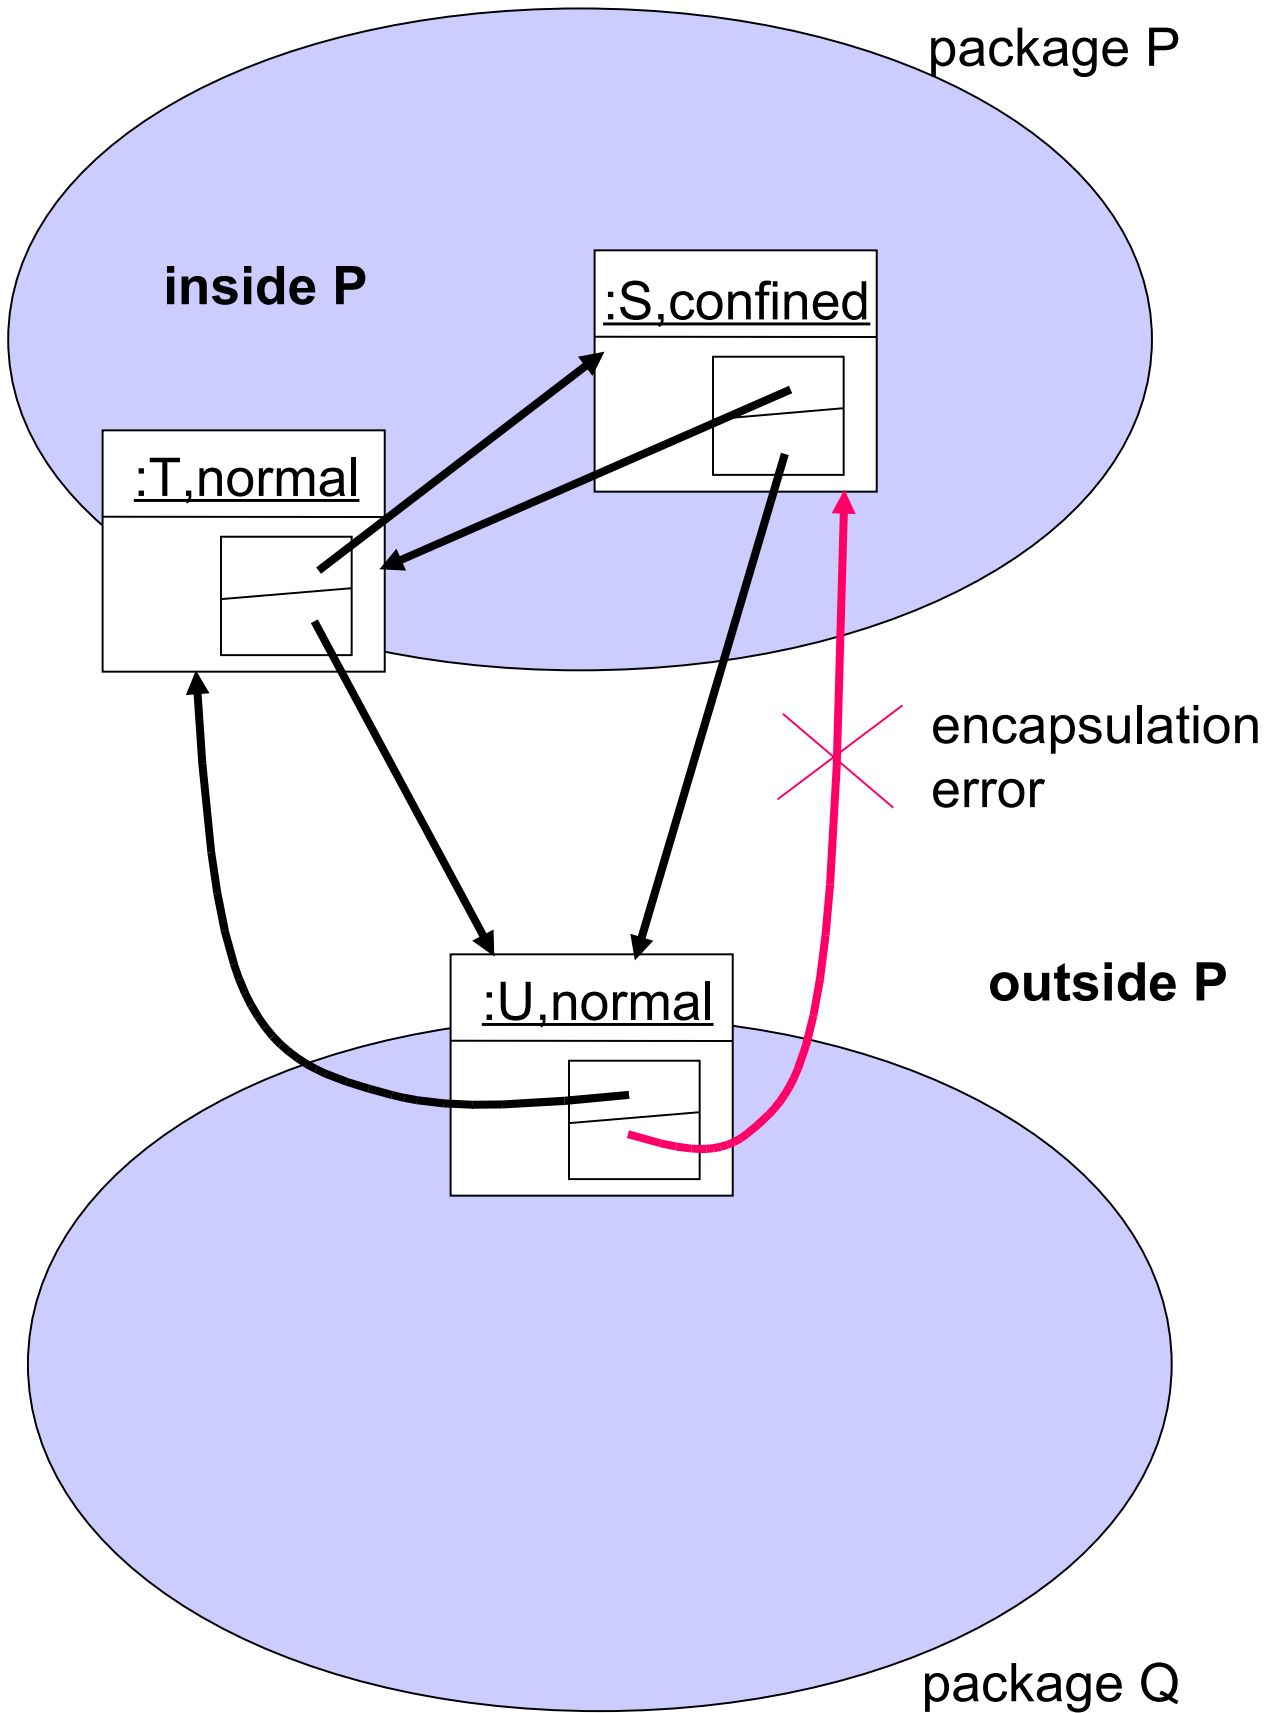 package P
inside P
:S,confined
:T,normal
encapsulation
error
outside P
:U,normal
package Q